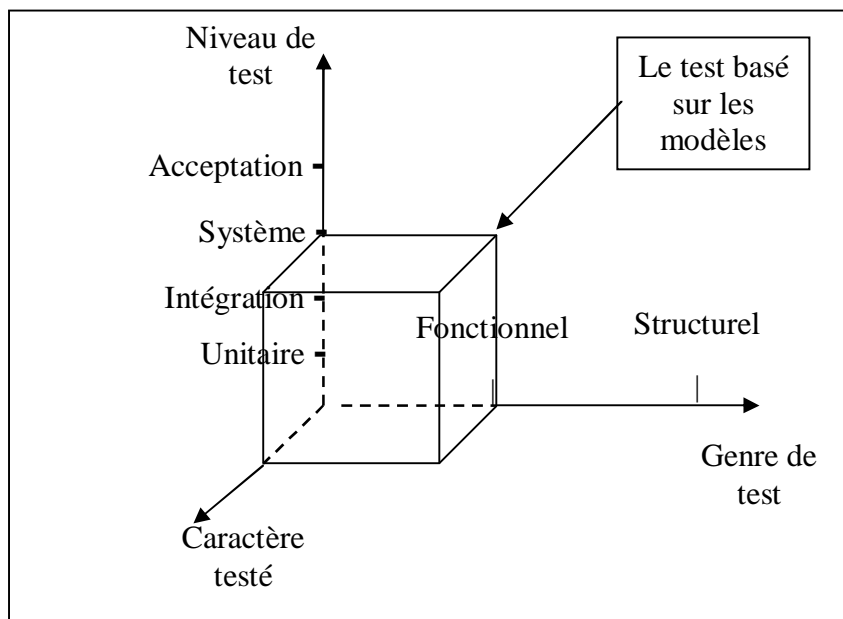 Niveau de
test
Le test basé
sur les
modèles
Acceptation
Système
Intégration
Fonctionnel
Structurel
Unitaire
Genre de
test
Caractère
testé